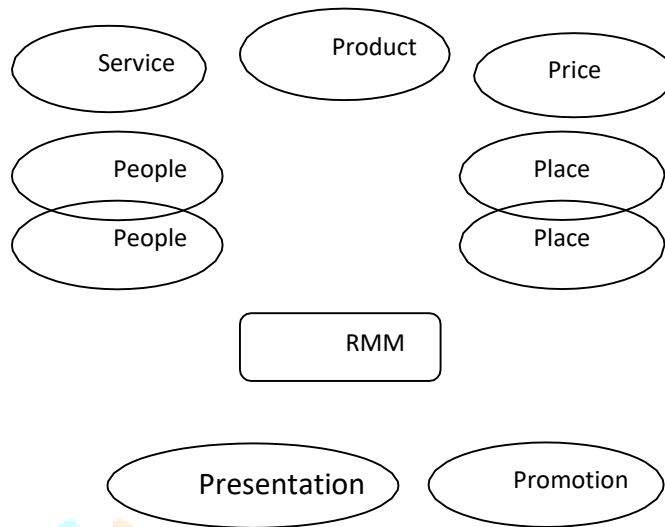 Service
Product
Price
People
Place
People
Place
RMM
Presentation
Promotion